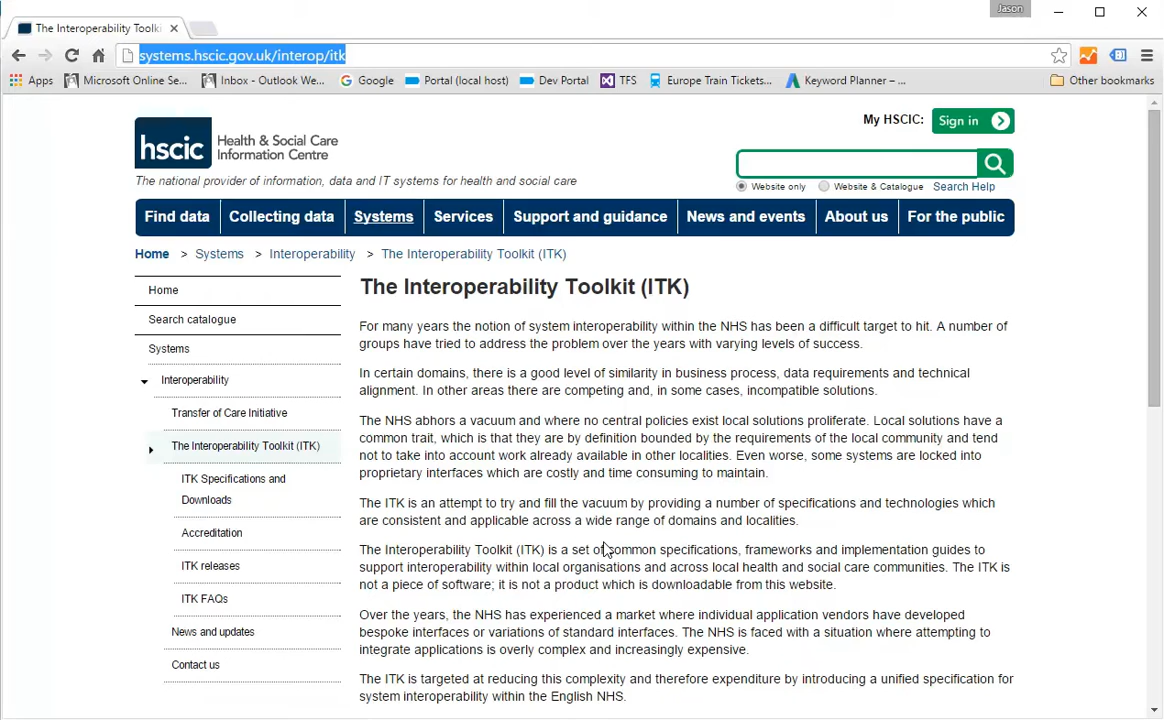 Jason
The Interoperability Toolki
systems.hscic.gov.uk/interop/itk
Apps Microsoft Online Se... Inbox - Outlook We... Google Portal (local host) Dev Portal TFS Europe Train Tickets... Keyword Planner – ... Other bookmarks
My HSCIC: Sign in
hscic Health & Social Care
Information Centre
The national provider of information, data and IT systems for health and social care
Website only Website & Catalogue Search Help
Find data Collecting data Systems Services Support and guidance News and events About us For the public
Home > Systems > Interoperability > The Interoperability Toolkit (ITK)
Home
Search catalogue
Systems
Interoperability
Transfer of Care Initiative
The Interoperability Toolkit (ITK)
ITK Specifications and
Downloads
Accreditation
ITK releases
ITK FAQs
News and updates
Contact us
The Interoperability Toolkit (ITK)
For many years the notion of system interoperability within the NHS has been a difficult target to hit. A number of
groups have tried to address the problem over the years with varying levels of success.
In certain domains, there is a good level of similarity in business process, data requirements and technical
alignment. In other areas there are competing and, in some cases, incompatible solutions.
The NHS abhors a vacuum and where no central policies exist local solutions proliferate. Local solutions have a
common trait, which is that they are by definition bounded by the requirements of the local community and tend
not to take into account work already available in other localities. Even worse, some systems are locked into
proprietary interfaces which are costly and time consuming to maintain.
The ITK is an attempt to try and fill the vacuum by providing a number of specifications and technologies which
are consistent and applicable across a wide range of domains and localities.
The Interoperability Toolkit (ITK) is a set of common specifications, frameworks and implementation guides to
support interoperability within local organisations and across local health and social care communities. The ITK is
not a piece of software; it is not a product which is downloadable from this website.
Over the years, the NHS has experienced a market where individual application vendors have developed
bespoke interfaces or variations of standard interfaces. The NHS is faced with a situation where attempting to
integrate applications is overly complex and increasingly expensive.
The ITK is targeted at reducing this complexity and therefore expenditure by introducing a unified specification for
system interoperability within the English NHS.